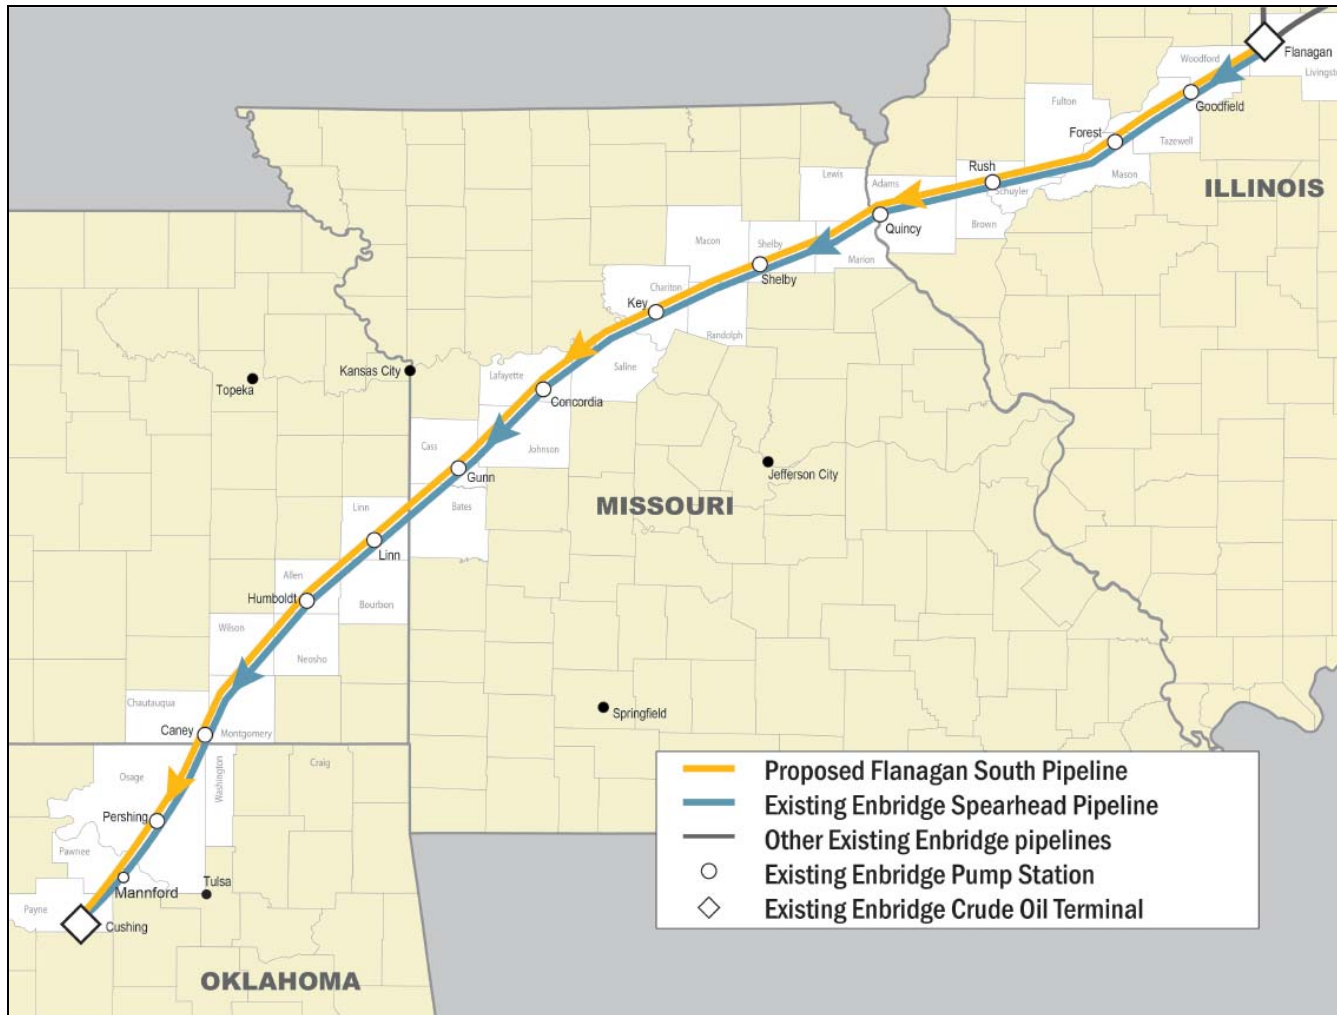 Flanagan
Woodford
Livingst
Goodfield
Fulton
Forest
Tazewell
Rush
Mason
Schuyler
ILLINOIS
Lewis
Adams
Quincy
Brown
Macon
Shelby
Marion
Shelby
Chariton
Key
Randolph
Kansas City
Topeka
Lafayette
Saline
Concordia
Cass
Johnson
Jefferson City
Gunn
MISSOURI
Linn
Bates
Linn
Allen
Humboldt
Bourbon
Wilson
Neosho
Chautauqua
Springfield
Caney
Montgomery
Osage
Washington
Craig
Pershing
Pawnee
Mannford
Tulsa
Payne
Cushing
OKLAHOMA
Proposed Flanagan South Pipeline
Existing Enbridge Spearhead Pipeline
Other Existing Enbridge pipelines
Existing Enbridge Pump Station
Existing Enbridge Crude Oil Terminal